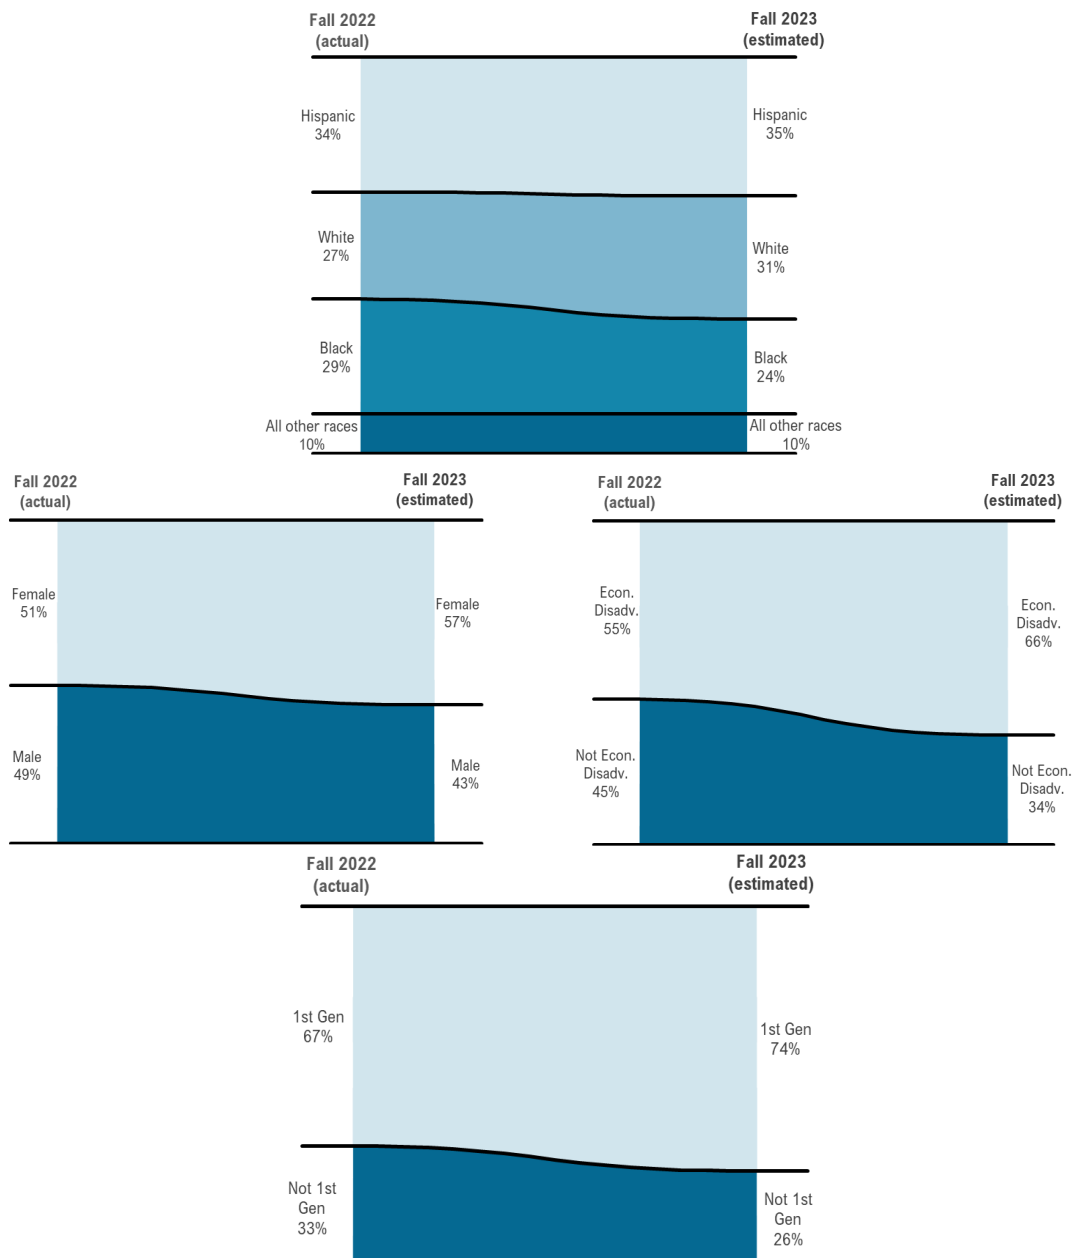 Fall 2022
(actual)
Fall 2023
(estimated)
Hispanic
34%
Hispanic
35%
White
27%
White
31%
Black
29%
Black
24%
All other races
10%
All other races
10%
Fall 2022
(actual)
Fall 2023
(estimated)
Female
51%
Female
57%
Male
49%
Male
43%
Fall 2022
(actual)
Fall 2023
(estimated)
Econ.
Disadv.
55%
Econ.
Disadv.
66%
Not Econ.
Disadv.
45%
Not Econ.
Disadv.
34%
Fall 2022
(actual)
Fall 2023
(estimated)
1st Gen
67%
1st Gen
74%
Not 1st
Gen
33%
Not 1st
Gen
26%